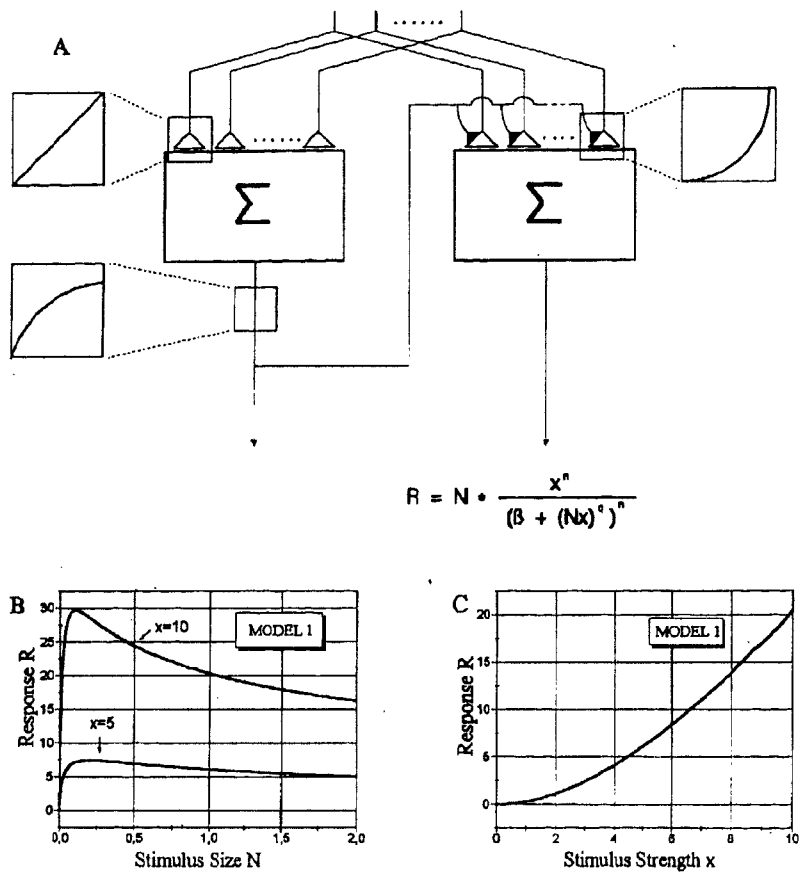 A
Σ
Σ
R = N * x^n / (β + (Nx)^q)^n
B
Response R
30
25
20
15
10
5
0
x=10
x=5
MODEL 1
0,0
0,5
1,0
1,5
2,0
Stimulus Size N
C
Response R
20
15
10
5
0
MODEL 1
0
2
4
6
8
10
Stimulus Strength x